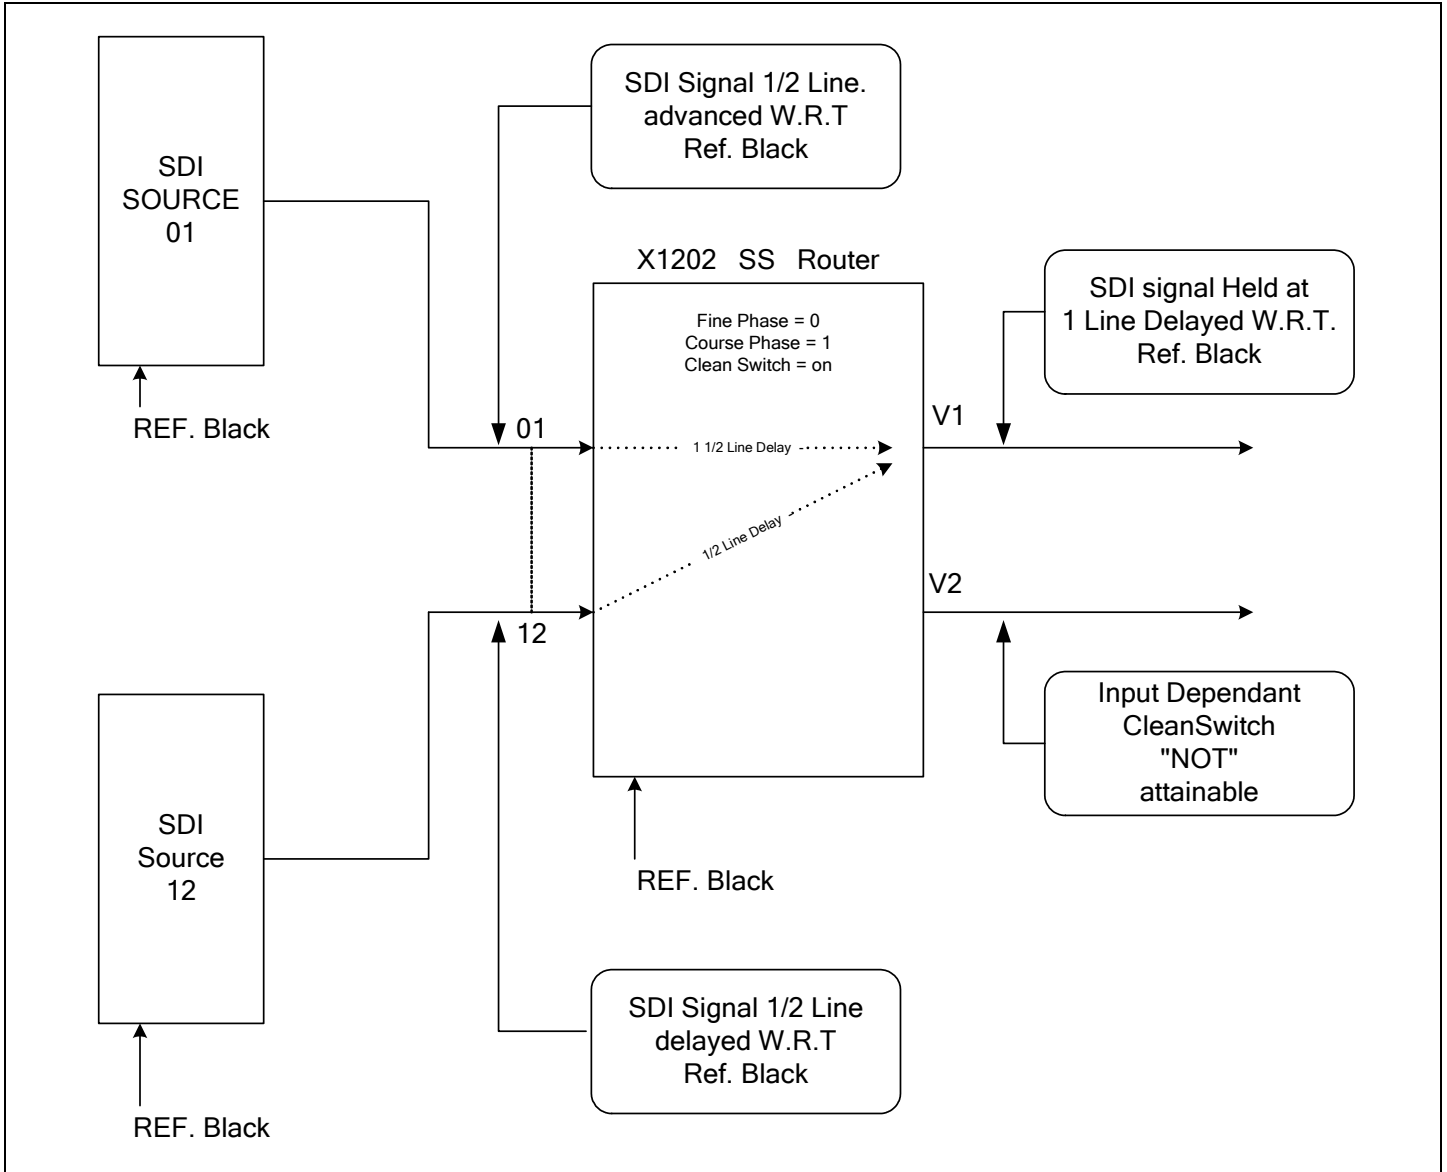 SDI
SOURCE
01
REF. Black
SDI Signal 1/2 Line.
advanced W.R.T
Ref. Black
X1202 SS Router
Fine Phase = 0
Course Phase = 1
Clean Switch = on
SDI signal Held at
1 Line Delayed W.R.T.
Ref. Black
01
1 1/2 Line Delay
V1
12
1/2 Line Delay
V2
Input Dependant
CleanSwitch
"NOT"
attainable
SDI
Source
12
REF. Black
REF. Black
SDI Signal 1/2 Line
delayed W.R.T
Ref. Black